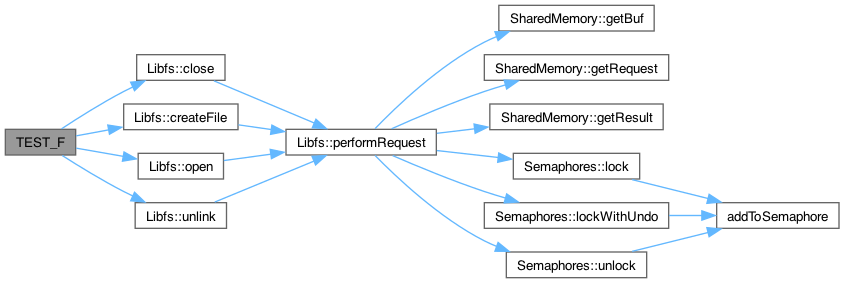 TEST_F
Libfs::close
Libfs::createFile
Libfs::open
Libfs::unlink
Libfs::performRequest
SharedMemory::getBuf
SharedMemory::getRequest
SharedMemory::getResult
Semaphores::lock
Semaphores::lockWithUndo
Semaphores::unlock
addToSemaphore